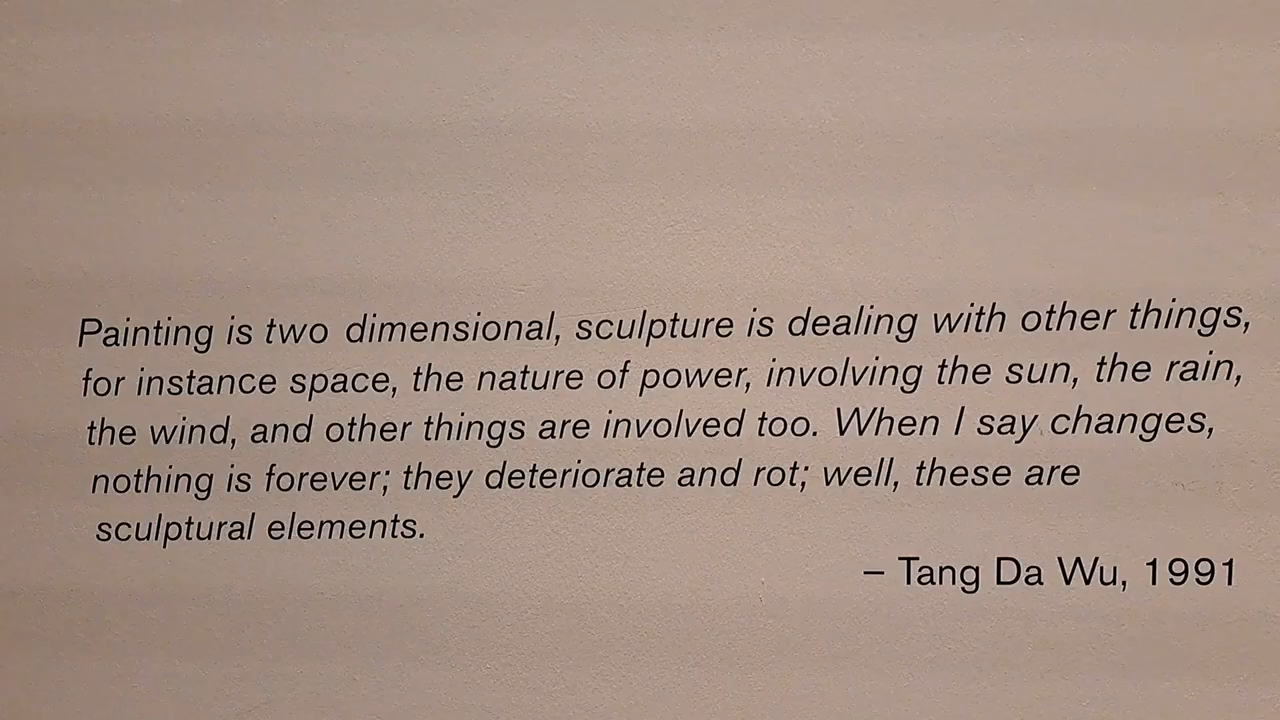 Painting is two dimensional, sculpture is dealing with other things,
for instance space, the nature of power, involving the sun, the rain,
the wind, and other things are involved too. When I say changes,
nothing is forever; they deteriorate and rot; well, these are
sculptural elements.
– Tang Da Wu, 1991